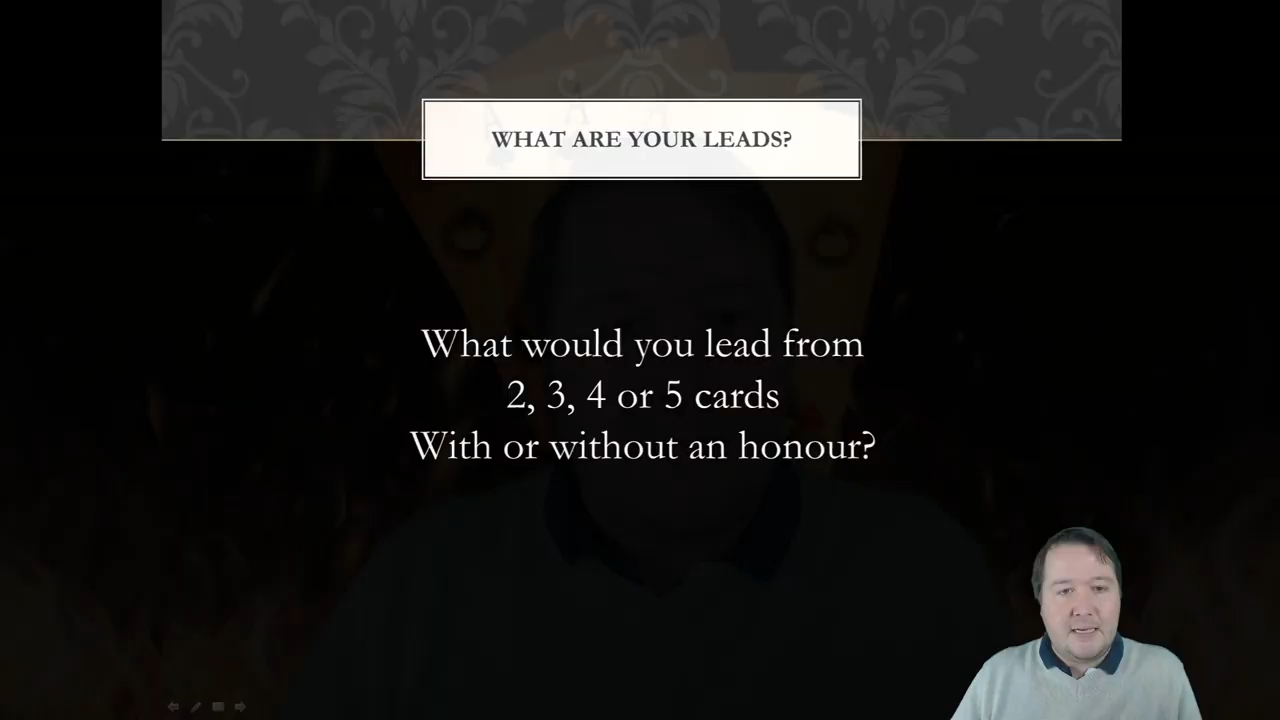 WHAT ARE YOUR LEADS?
What would you lead from
2, 3, 4 or 5 cards
With or without an honour?